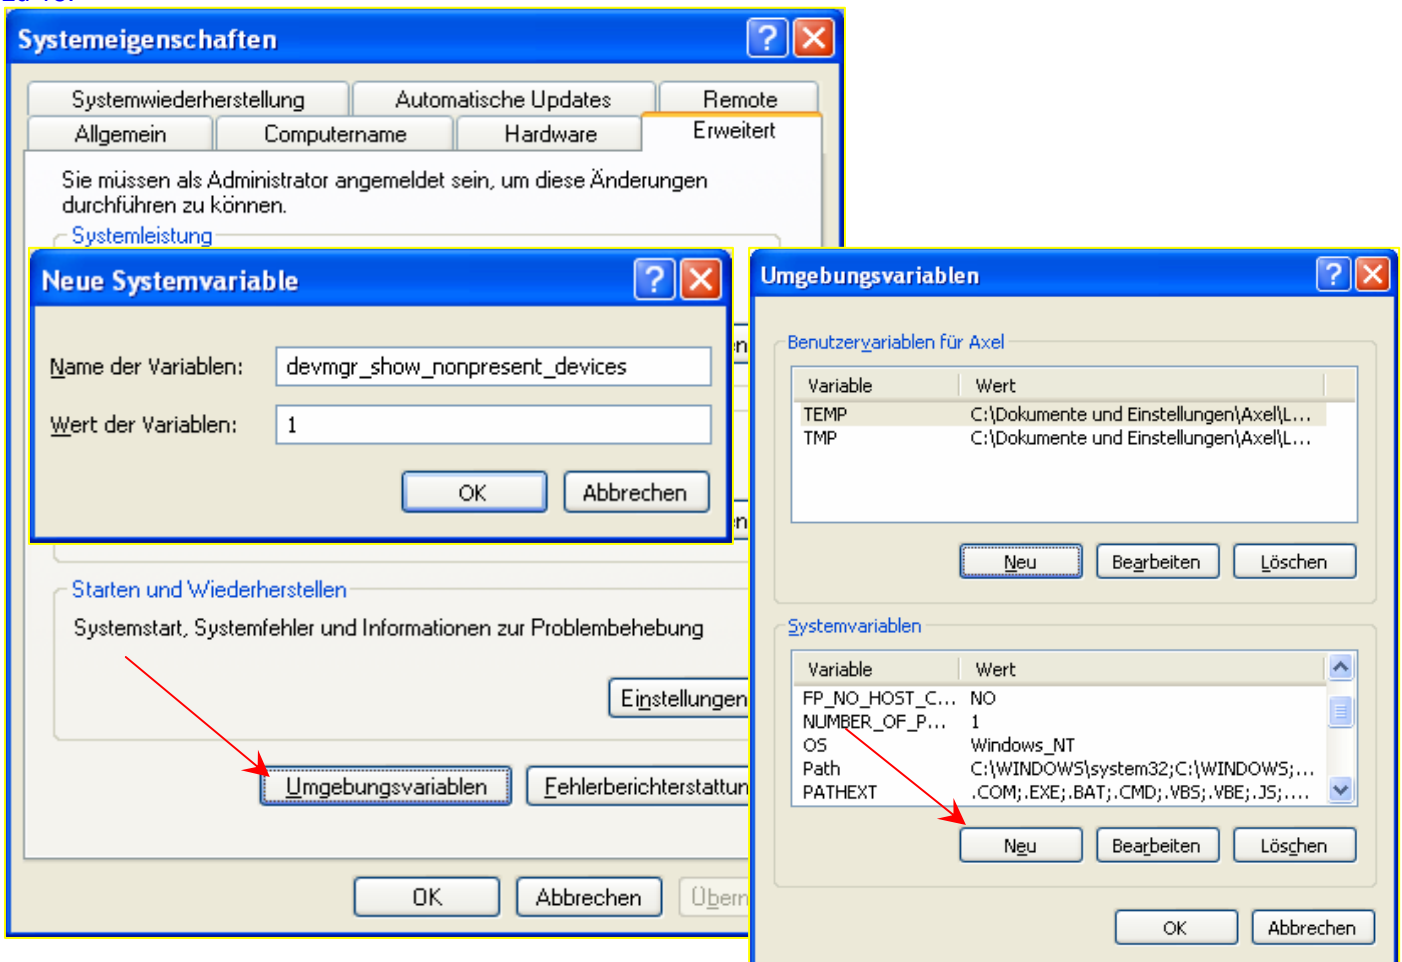 Systemeigenschaften
Systemwiederherstellung Automatische Updates Remote
Allgemein Computername Hardware Erweitert
Sie müssen als Administrator angemeldet sein, um diese Änderungen
durchführen zu können.
Systemleistung
Neue Systemvariable
Name der Variablen: devmgr_show_nonpresent_devices
Wert der Variablen: 1
OK Abbrechen
Starten und Wiederherstellen
Systemstart, Systemfehler und Informationen zur Problembehebung
Einstellungen
Umgebungsvariablen Fehlerberichterstattun
OK Abbrechen Übern
Umgebungsvariablen
Benutzervariablen für Axel
Variable Wert
TEMP C:\Dokumente und Einstellungen\Axel\L...
TMP C:\Dokumente und Einstellungen\Axel\L...
Neu Bearbeiten Löschen
Systemvariablen
Variable Wert
FP_NO_HOST_C... NO
NUMBER_OF_P... 1
OS Windows_NT
Path C:\WINDOWS\system32;C:\WINDOWS;...
PATHEXT .COM;.EXE;.BAT;.CMD;.VBS;.VBE;.JS;....
Neu Bearbeiten Löschen
OK Abbrechen